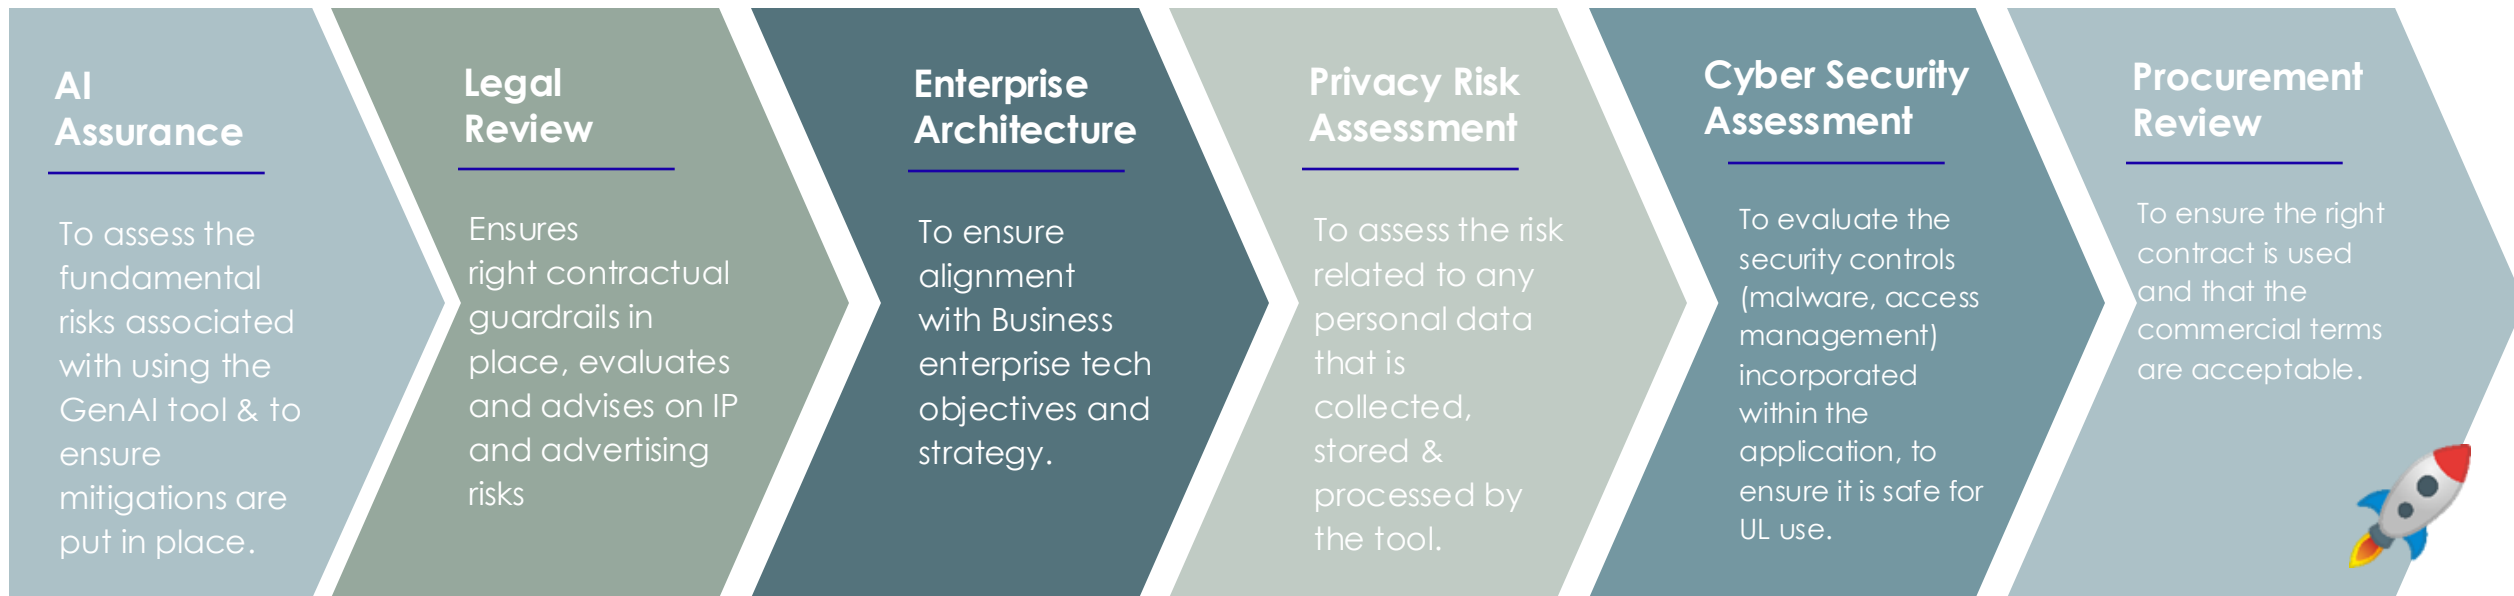 AI
Assurance
To assess the
fundamental
risks associated
with using the
GenAI tool & to
ensure
mitigations are
put in place.
Legal
Review
Ensures
right contractual
guardrails in
place, evaluates
and advises on IP
and advertising
risks
Enterprise
Architecture
To ensure
alignment
with Business
enterprise tech
objectives and
strategy.
Privacy Risk
Assessment
To assess the risk
related to any
personal data
that is
collected,
stored &
processed by
the tool.
Cyber Security
Assessment
To evaluate the
security controls
(malware, access
management)
incorporated
within the
application, to
ensure it is safe for
UL use.
Procurement
Review
To ensure the right
contract is used
and that the
commercial terms
are acceptable.